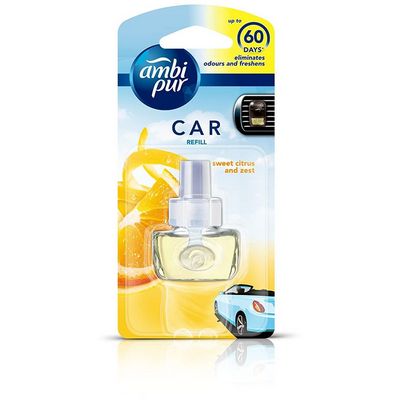 ambi
pur
up to
60
DAYS*
eliminates
odours and freshens
CAR
REFILL
sweet citrus
and zest